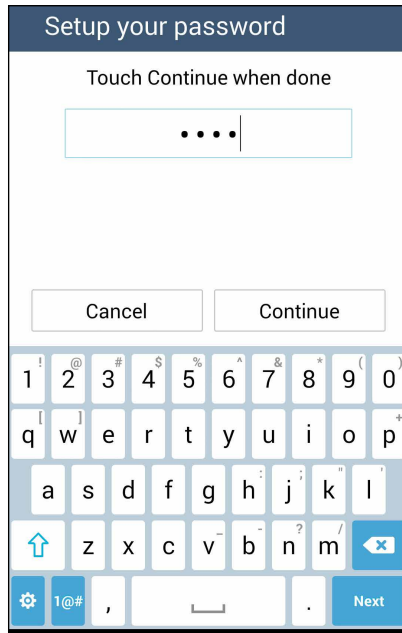 Setup your password
Touch Continue when done
••••
Cancel Continue
! @ # $ % ^ & * ( )
1 2 3 4 5 6 7 8 9 0
[ ] +
q w e r t y u i o p
: ; " '
a s d f g h j k l
_ - ? /
z x c v b n m
1@# , . Next